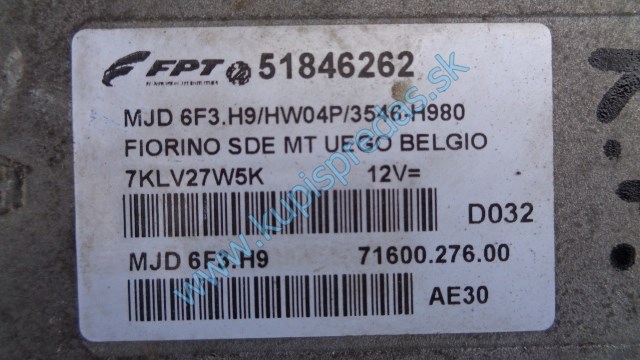 FPT 51846262
MJD 6F3.H9/HW04P/3546-H980
FIORINO SDE MT UEGO BELGIO
7KLV27W5K 12V=
D032
MJD 6F3.H9 71600.276.00
AE30
www.kupispredas.sk